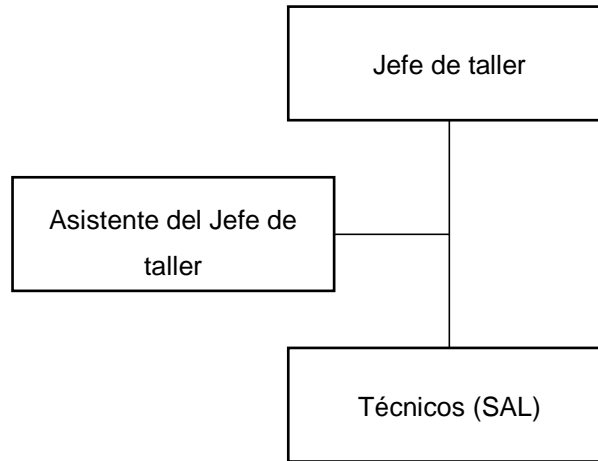 Jefe de taller
Asistente del Jefe de
taller
Técnicos (SAL)